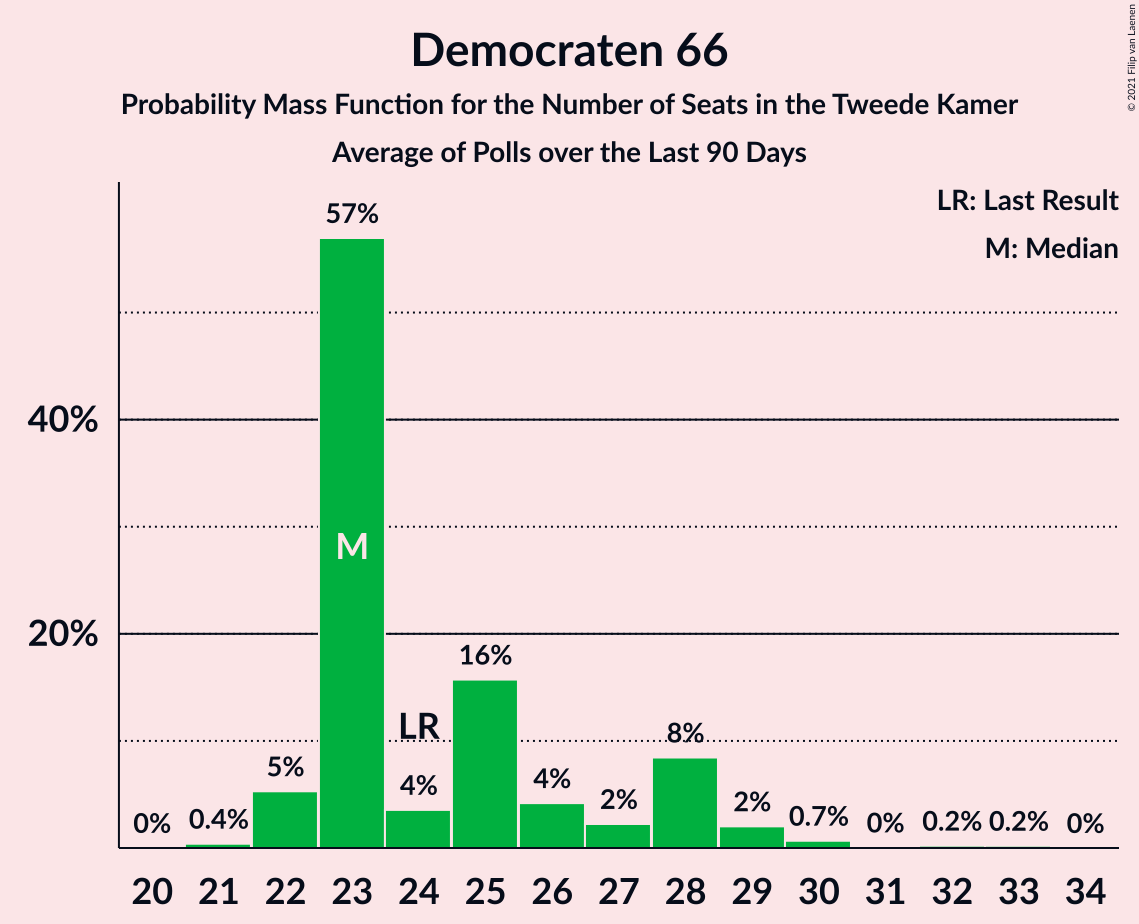 Democraten 66
Probability Mass Function for the Number of Seats in the Tweede Kamer
Average of Polls over the Last 90 Days
© 2021 Filip van Laenen
LR: Last Result
M: Median
40%
20%
0%
0.4%
5%
57%
M
LR
4%
16%
4%
2%
8%
2%
0.7%
0%
0.2%
0.2%
0%
20 21 22 23 24 25 26 27 28 29 30 31 32 33 34